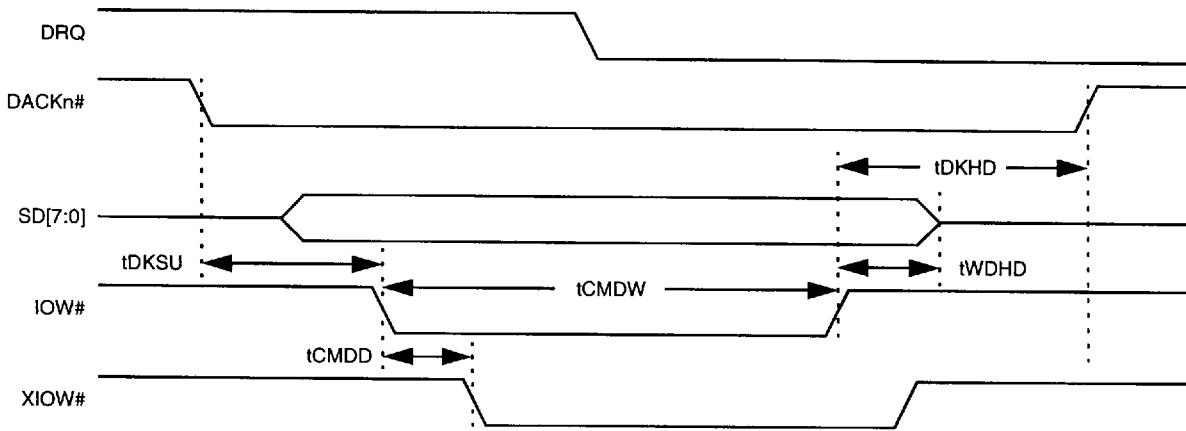 DRQ
DACKn#
tDKHD
SD[7:0]
tDKSU
tWDHD
tCMDW
IOW#
tCMDD
XIOW#